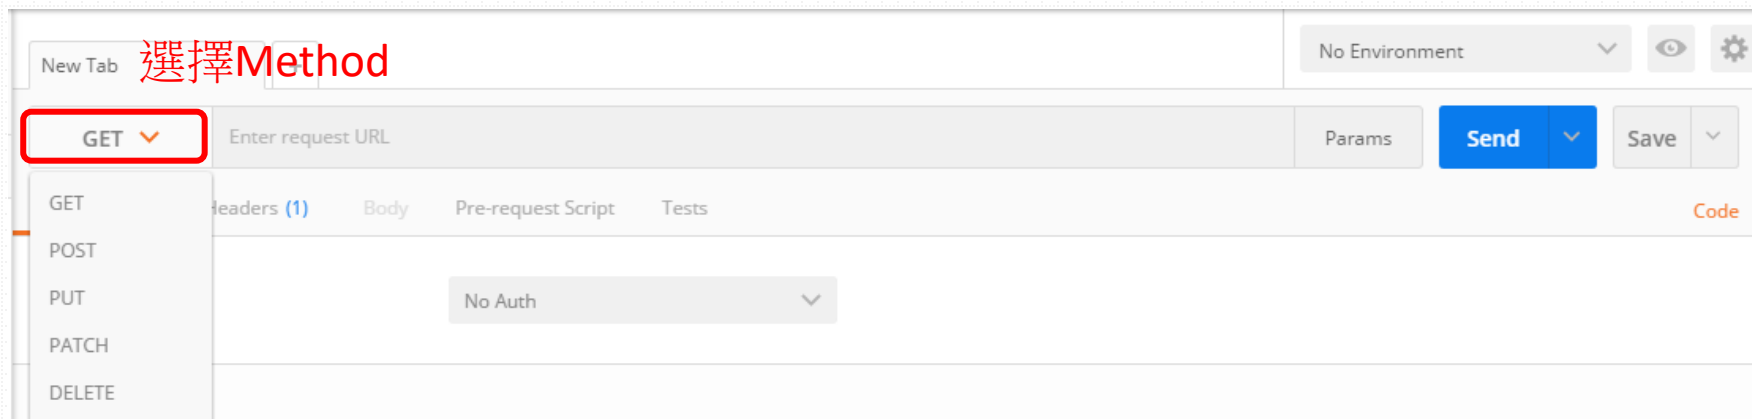 New Tab
選擇Method
No Environment
GET
Enter request URL
Params
Send
Save
GET
Headers (1)
Body
Pre-request Script
Tests
Code
POST
PUT
No Auth
PATCH
DELETE